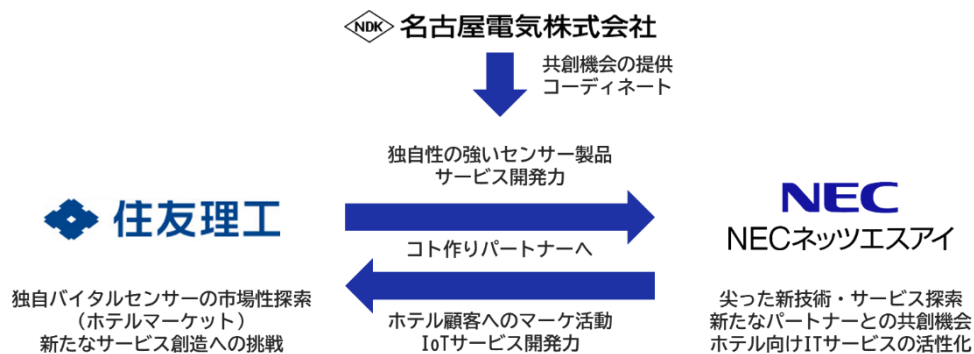 NDK 名古屋電気株式会社
共創機会の提供
コーディネート
独自性の強いセンサー製品
サービス開発力
住友理工
コト作りパートナーへ
NEC
NECネッツエスアイ
独自バイタルセンサーの市場性探索
(ホテルマーケット)
新たなサービス創造への挑戦
ホテル顧客へのマーケ活動
IoTサービス開発力
尖った新技術・サービス探索
新たなパートナーとの共創機会
ホテル向けITサービスの活性化